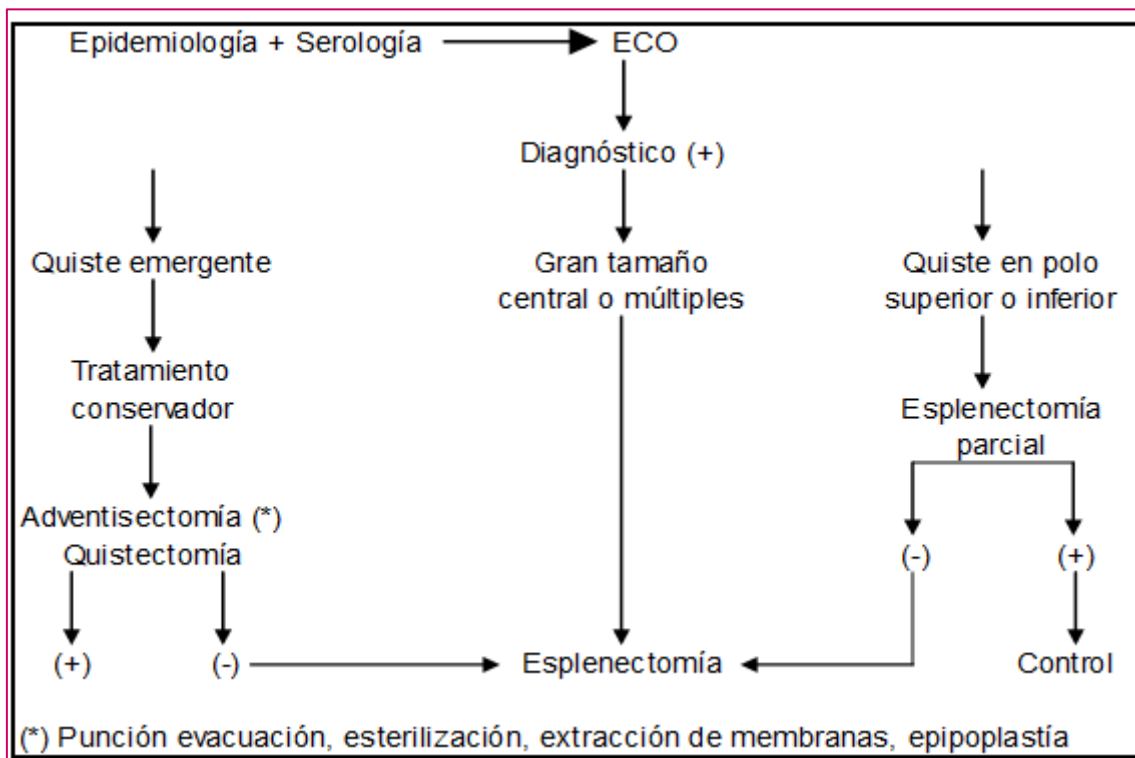 Epidemiología + Serología
ECO
Diagnóstico (+)
Quiste emergente
Gran tamaño
central o múltiples
Quiste en polo
superior o inferior
Tratamiento
conservador
Esplenectomía
parcial
Adventisectomía (*)
Quistectomía
(-)
(+)
(+)
(-)
Esplenectomía
Control
(*) Punción evacuación, esterilización, extracción de membranas, epipoplastía